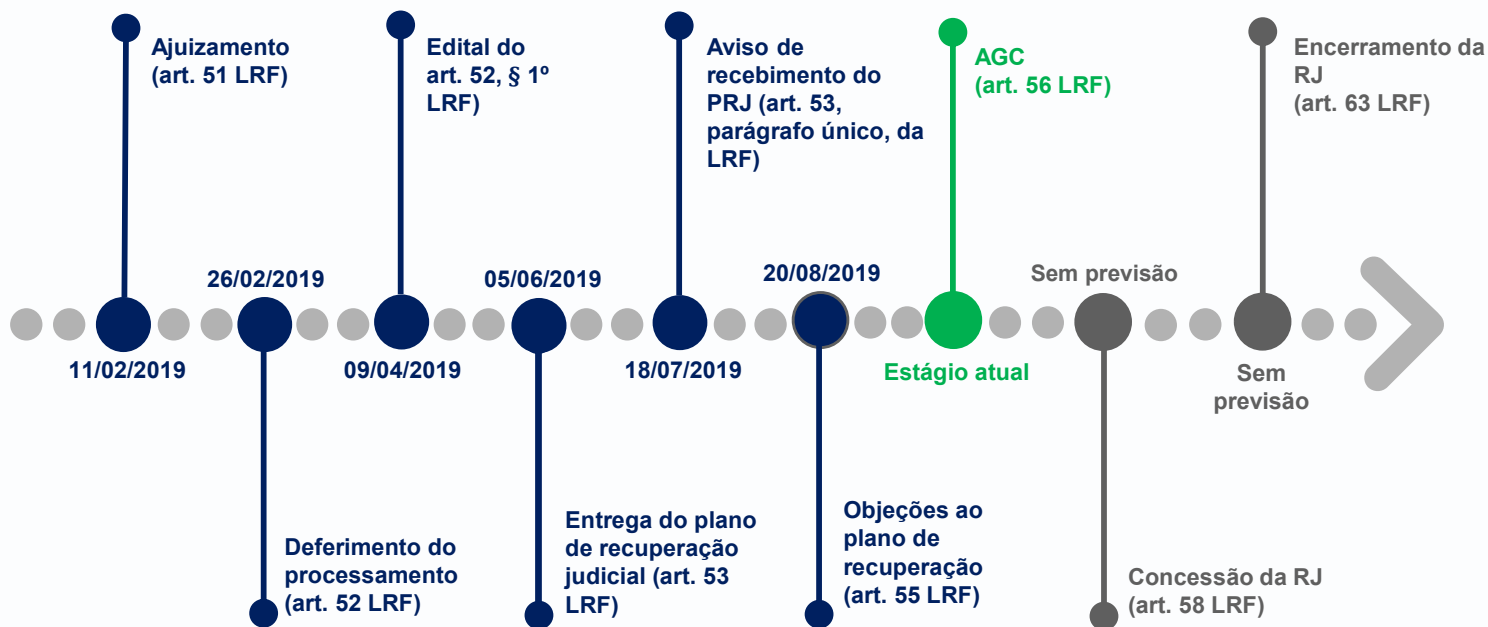 Ajuizamento
(art. 51 LRF)
Edital do
art. 52, § 1º
LRF)
Aviso de
recebimento do
PRJ (art. 53,
parágrafo único, da
LRF)
AGC
(art. 56 LRF)
Encerramento da
RJ
(art. 63 LRF)
26/02/2019
05/06/2019
20/08/2019
Sem previsão
11/02/2019
09/04/2019
18/07/2019
Estágio atual
Sem
previsão
Deferimento do
processamento
(art. 52 LRF)
Entrega do plano
de recuperação
judicial (art. 53
LRF)
Objeções ao
plano de
recuperação
(art. 55 LRF)
Concessão da RJ
(art. 58 LRF)